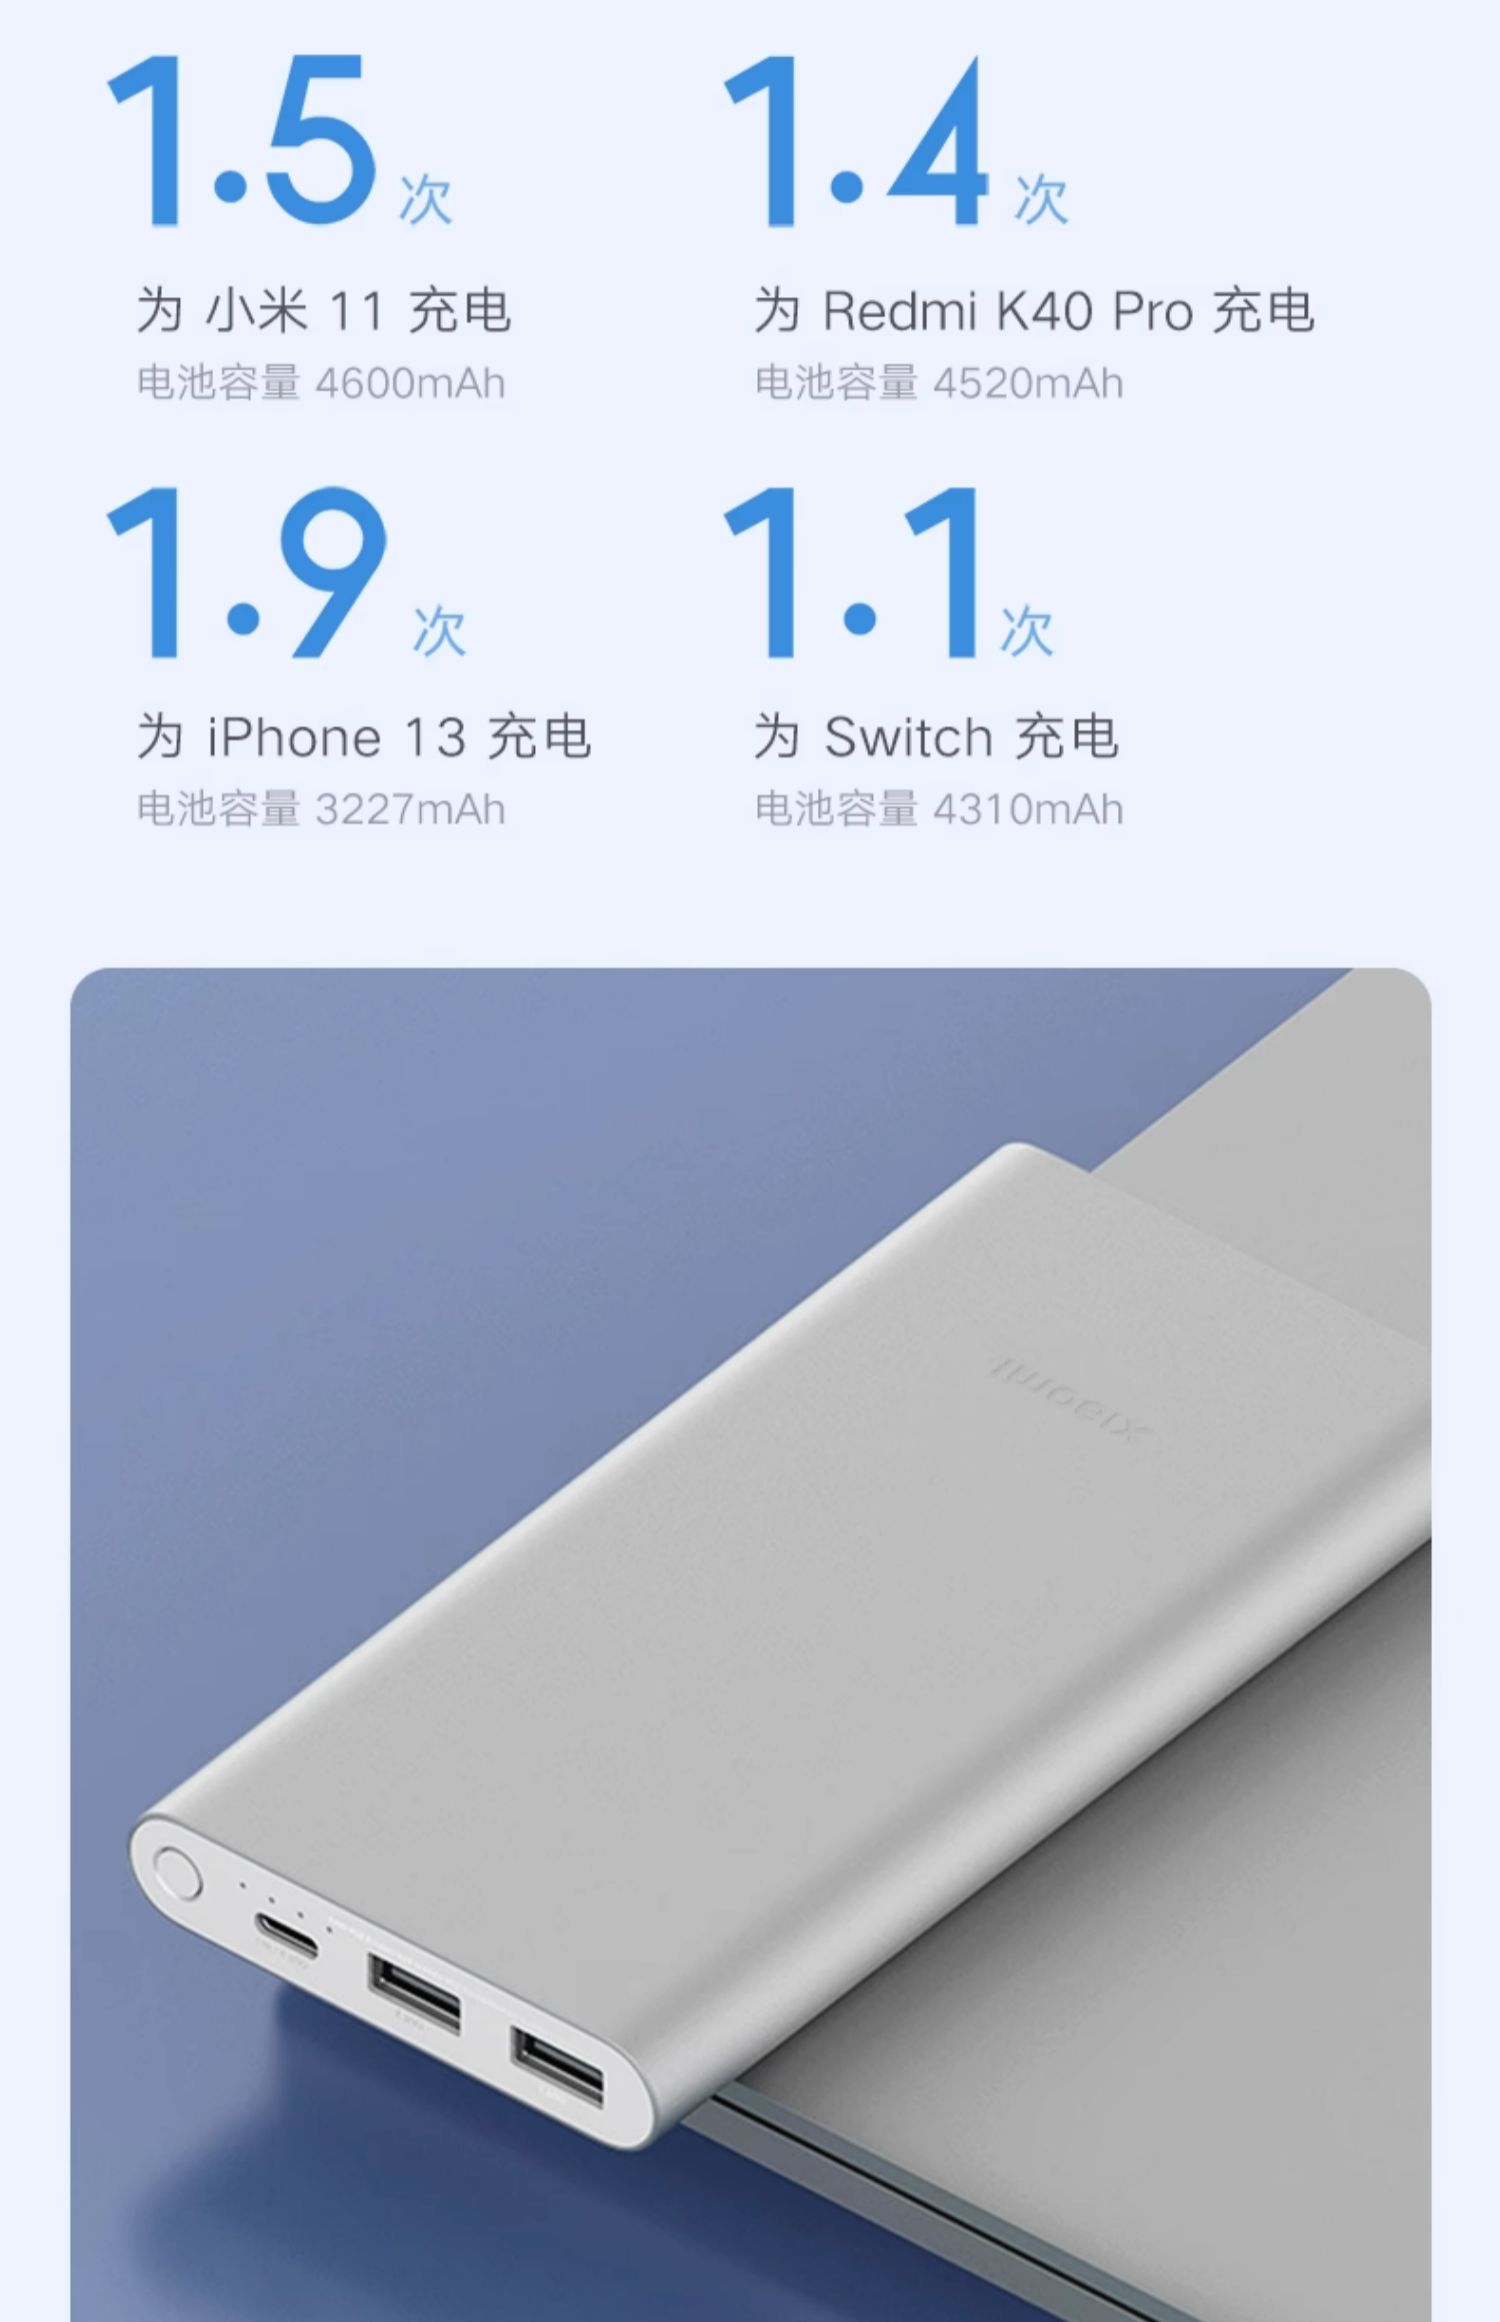 1.5 次
1.4 次
为 小米 11 充电
为 Redmi K40 Pro 充电
电池容量 4600mAh
电池容量 4520mAh
1.9 次
1.1 次
为 iPhone 13 充电
为 Switch 充电
电池容量 3227mAh
电池容量 4310mAh
xiaomi